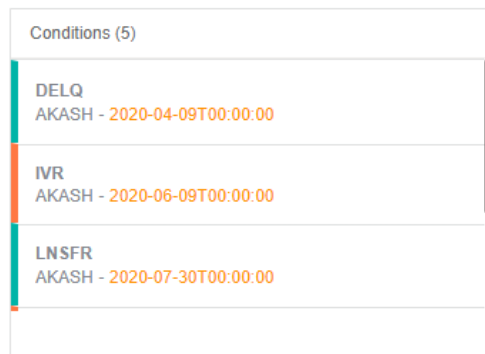 Conditions (5)
DELQ
AKASH - 2020-04-09T00:00:00
IVR
AKASH - 2020-06-09T00:00:00
LNSFR
AKASH - 2020-07-30T00:00:00